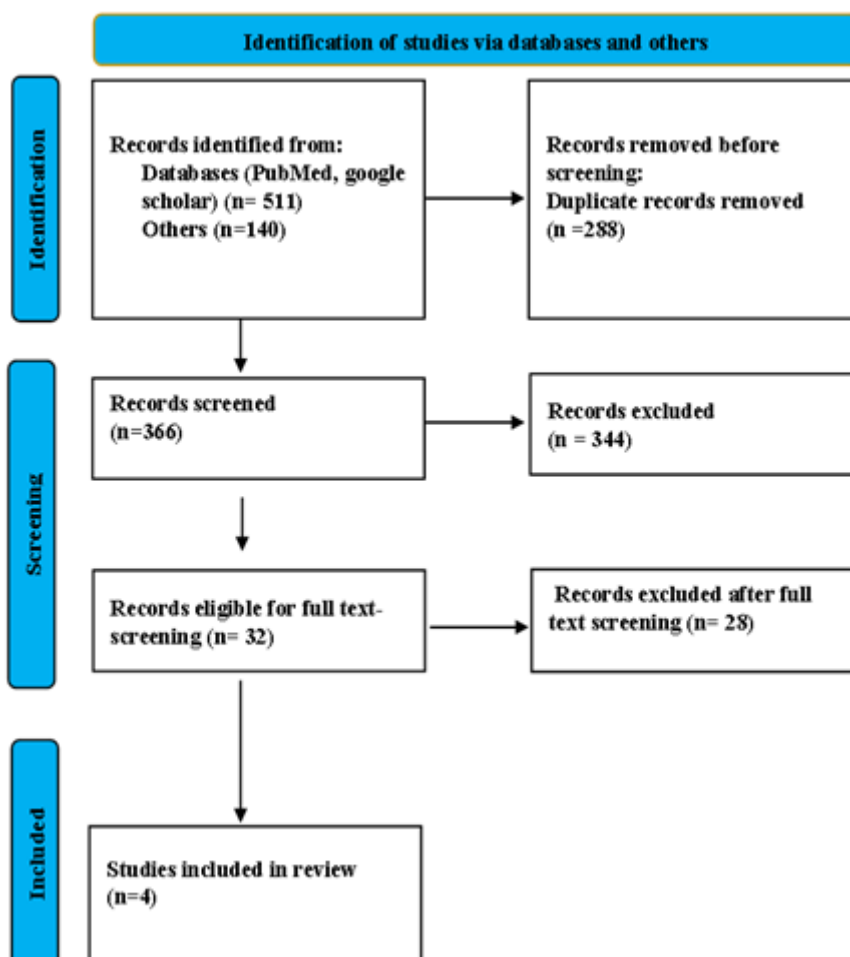 Identification of studies via databases and others
Identification
Records identified from:
Databases (PubMed, google
scholar) (n= 511)
Others (n=140)
Records removed before
screening:
Duplicate records removed
(n =288)
Screening
Records screened
(n=366)
Records excluded
(n = 344)
Records eligible for full text-
screening (n= 32)
Records excluded after full
text screening (n= 28)
Included
Studies included in review
(n=4)